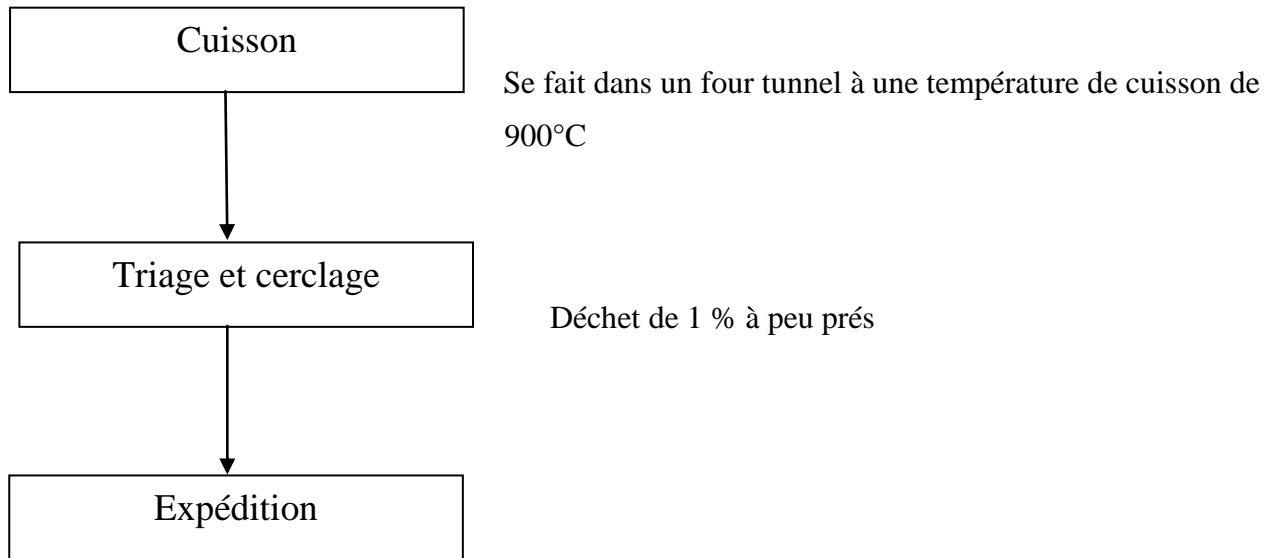 Cuisson
Se fait dans un four tunnel à une température de cuisson de
900°C
Triage et cerclage
Déchet de 1 % à peu prés
Expédition